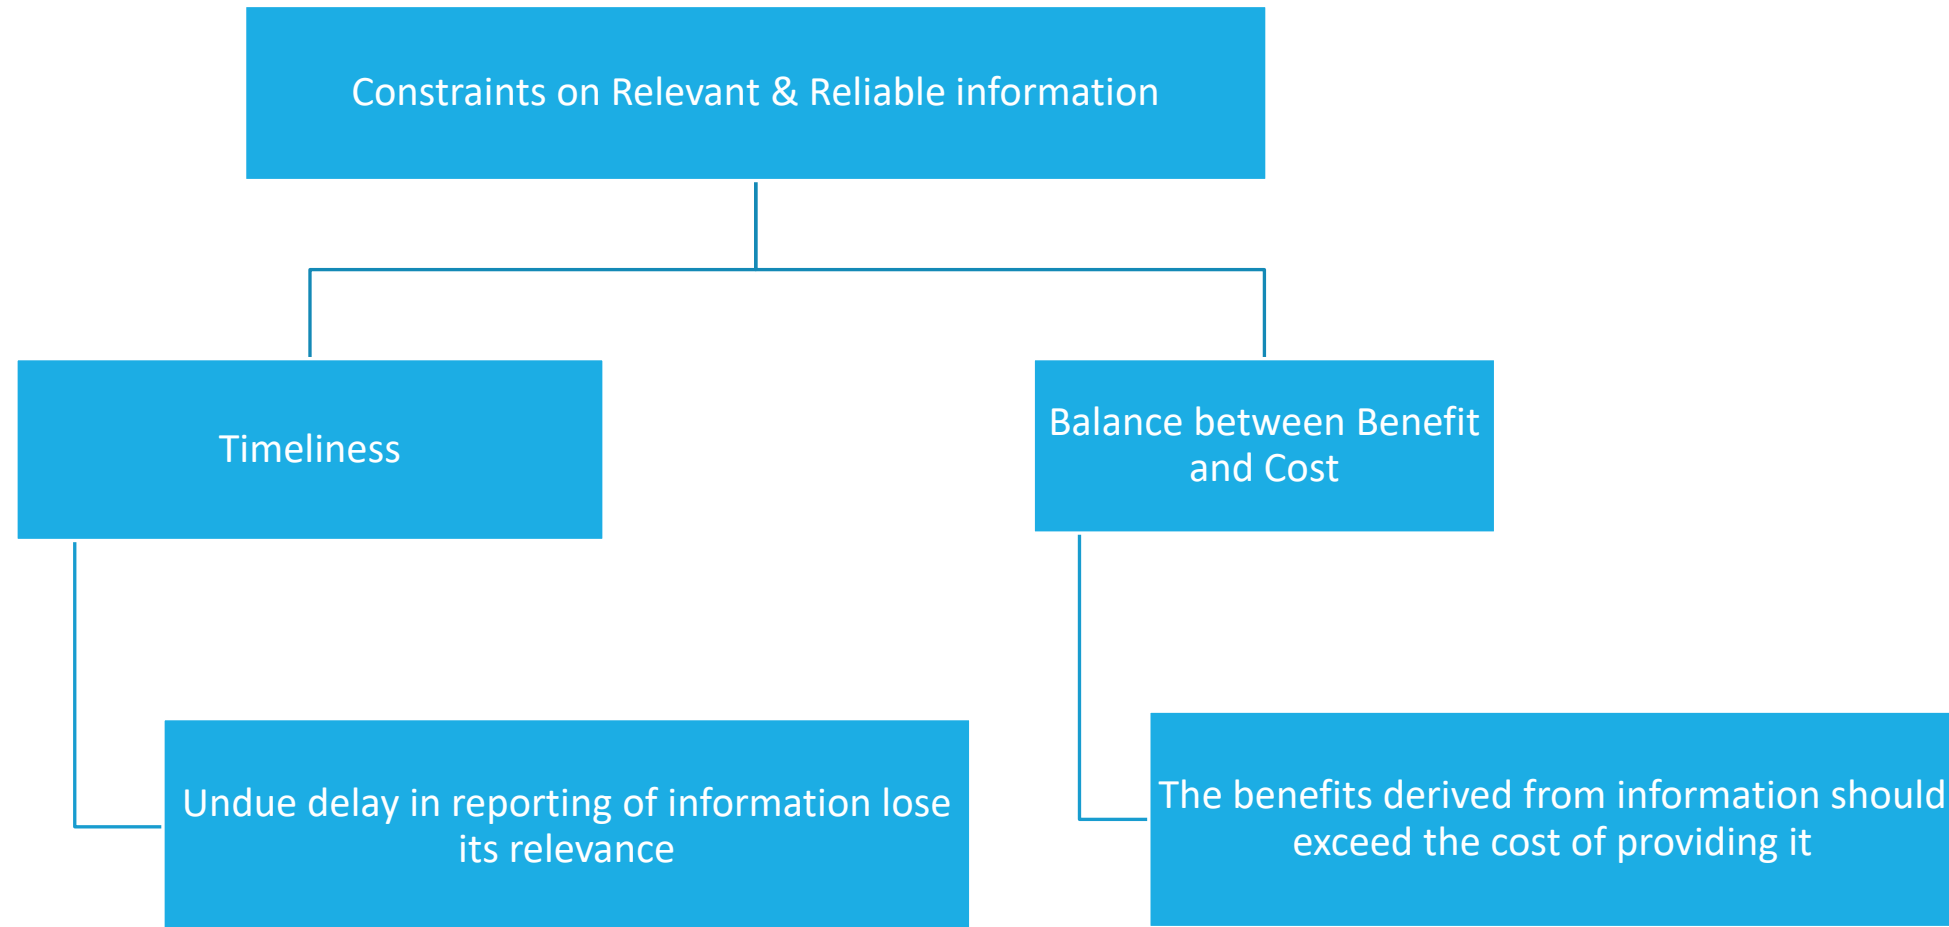 Constraints on Relevant & Reliable information
Timeliness
Balance between Benefit
and Cost
Undue delay in reporting of information lose
its relevance
The benefits derived from information should
exceed the cost of providing it